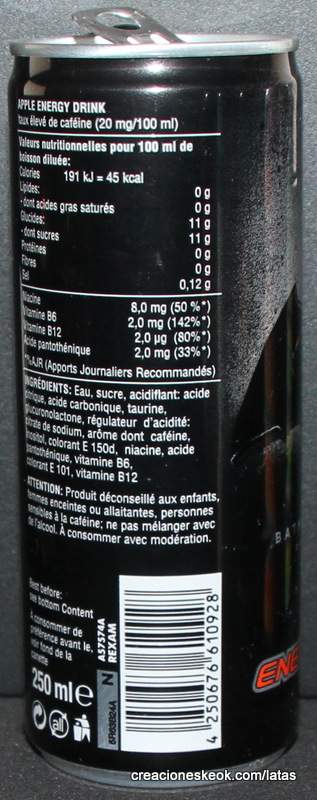 APPLE ENERGY DRINK
taux élevé de caféine (20 mg/100 ml)
Valeurs nutritionnelles pour 100 ml de
boisson diluée:
Calories 191 kJ = 45 kcal
Lipides: 0 g
- dont acides gras saturés 0 g
Glucides: 11 g
- dont sucres 11 g
Protéines 0 g
Fibres 0 g
Sel 0,12 g
Niacine 8,0 mg (50 %*)
Vitamine B6 2,0 mg (142%*)
Vitamine B12 2,0 µg (80%*)
Acide pantothénique 2,0 mg (33%*)
*%AJR (Apports Journaliers Recommandés)
INGRÉDIENTS: Eau, sucre, acidifiant: acide
citrique, acide carbonique, taurine,
glucuronolactone, régulateur d'acidité:
citrate de sodium, arôme dont caféine,
inositol, colorant E 150d, niacine, acide
pantothénique, vitamine B6,
colorant E 101, vitamine B12
ATTENTION: Produit déconseillé aux enfants,
femmes enceintes ou allaitantes, personnes
sensibles à la caféine; ne pas mélanger avec
de l'alcool. À consommer avec modération.
Best before:
see bottom Content
À consommer de
préférence avant le,
voir fond de la
canette
250 ml e
A57574A
REXAM
N
4 250676 610928
BAT
ENE
creacioneskeok.com/latas